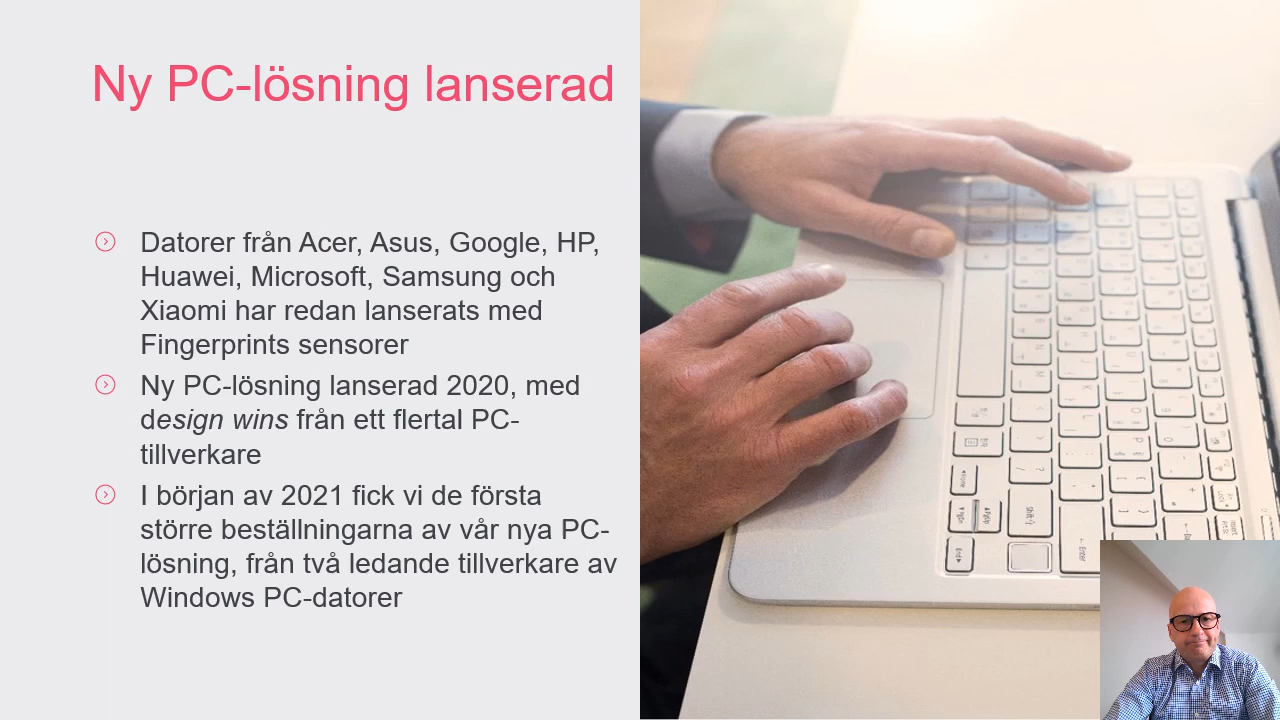 Ny PC-lösning lanserad
Datorer från Acer, Asus, Google, HP,
Huawei, Microsoft, Samsung och
Xiaomi har redan lanserats med
Fingerprints sensorer
Ny PC-lösning lanserad 2020, med
design wins från ett flertal PC-
tillverkare
I början av 2021 fick vi de första
större beställningarna av vår nya PC-
lösning, från två ledande tillverkare av
Windows PC-datorer